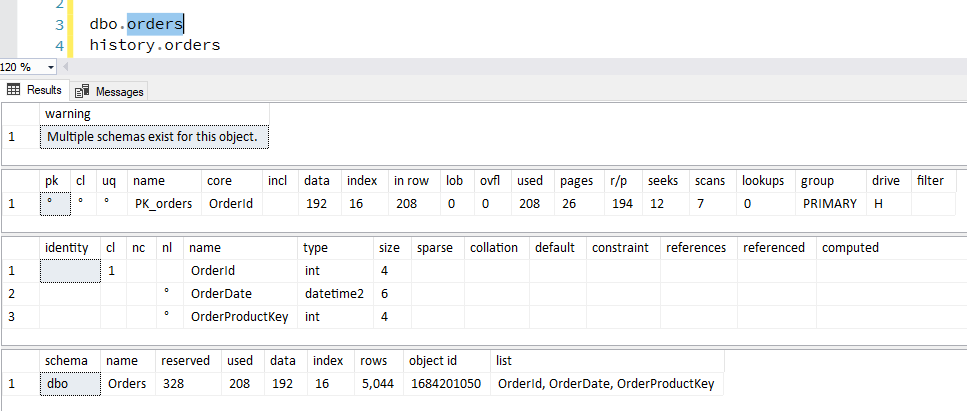 2
3 dbo.orders
4 history.orders
120 %
Results Messages
warning
1 Multiple schemas exist for this object.
pk cl uq name core incl data index in row lob ovfl used pages r/p seeks scans lookups group drive filter
1 ° ° ° PK_orders OrderId 192 16 208 0 0 208 26 194 12 7 0 PRIMARY H
identity cl nc nl name type size sparse collation default constraint references referenced computed
1 1 OrderId int 4
2 ° OrderDate datetime2 6
3 ° OrderProductKey int 4
schema name reserved used data index rows object id list
1 dbo Orders 328 208 192 16 5,044 1684201050 OrderId, OrderDate, OrderProductKey